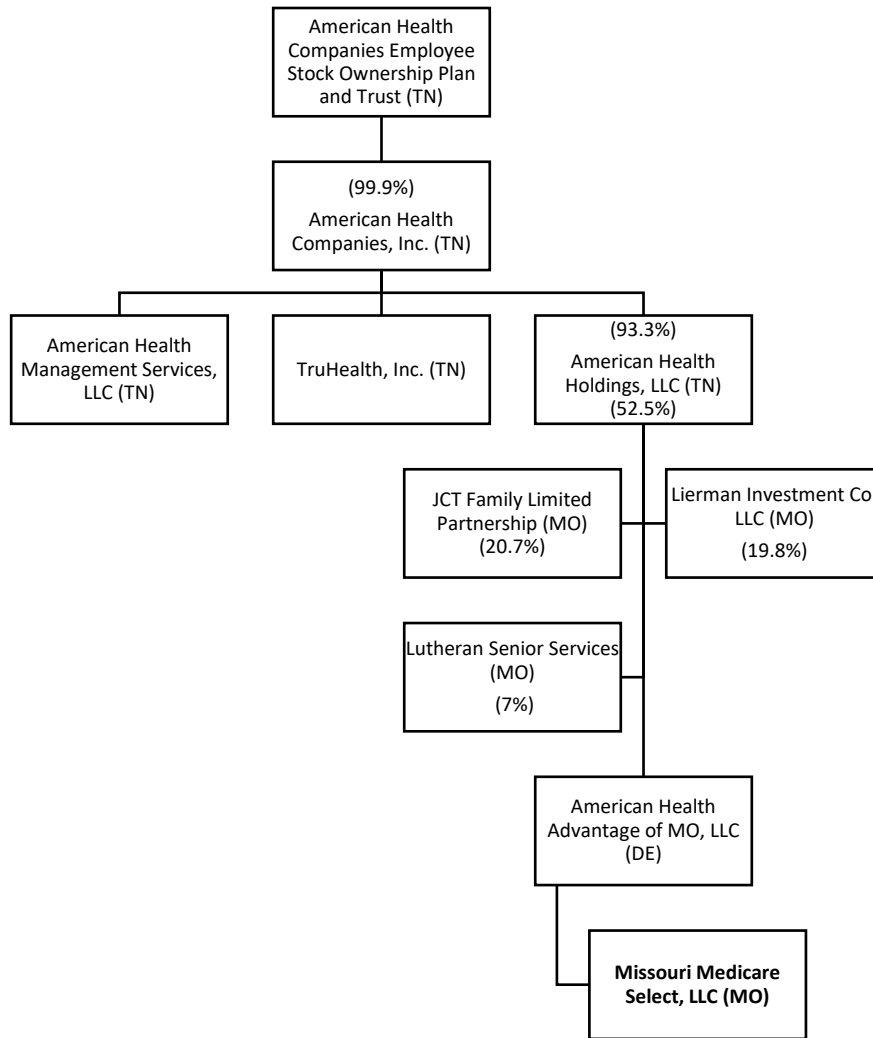 American Health
Companies Employee
Stock Ownership Plan
and Trust (TN)
(99.9%)
American Health
Companies, Inc. (TN)
American Health
Management Services,
LLC (TN)
TruHealth, Inc. (TN)
(93.3%)
American Health
Holdings, LLC (TN)
(52.5%)
JCT Family Limited
Partnership (MO)
(20.7%)
Lierman Investment Co
LLC (MO)
(19.8%)
Lutheran Senior Services
(MO)
(7%)
American Health
Advantage of MO, LLC
(DE)
Missouri Medicare
Select, LLC (MO)